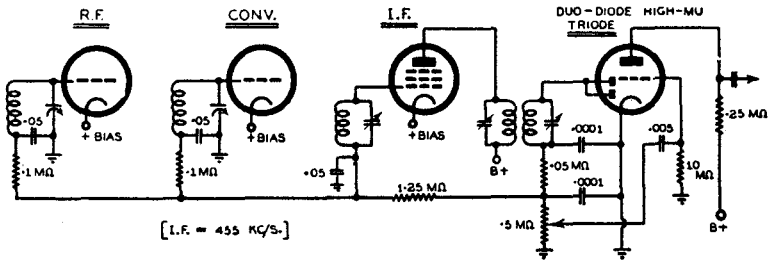 R.F.
CONV.
I.F.
DUO-DIODE HIGH-MU
TRIODE
·05
+BIAS
·1 MΩ
·05
+BIAS
·1 MΩ
+BIAS
·05
B+
1·25 MΩ
·0001
·05 MΩ
·0001
·5 MΩ
·005
10
MΩ
·25 MΩ
B+
[I.F. = 455 KC/S.]